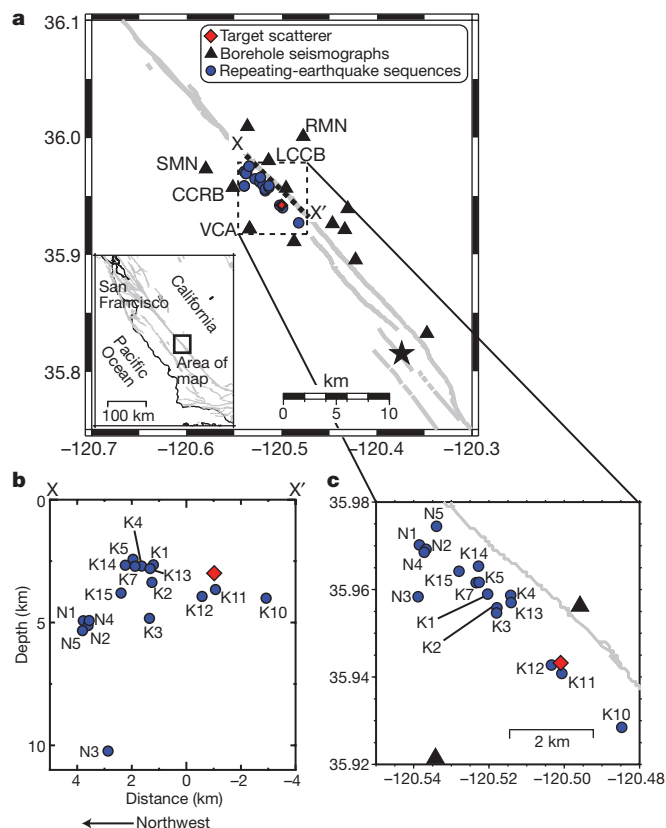 a
36.1
Target scatterer
Borehole seismographs
Repeating-earthquake sequences
RMN
X
36.0
LCCB
SMN
CCRB
X′
VCA
35.9
San
Francisco
California
Pacific
Ocean
Area of
map
100 km
km
0 5 10
35.8
−120.7 −120.6 −120.5 −120.4 −120.3
b
X X′
0
K4
K5 K1
K14
K7 K13
K15 K2
K12 K11
K10
N1 N4
K3
N5 N2
5
N3
10
Depth (km)
4 2 0 −2 −4
Distance (km)
Northwest
c
35.98
N5
N1 N2
N4
K14
K15 K5
35.96
N3 K7 K4
K1 K13
K2
K3
35.94
K12
K11
K10
2 km
35.92
−120.54 −120.52 −120.50 −120.48